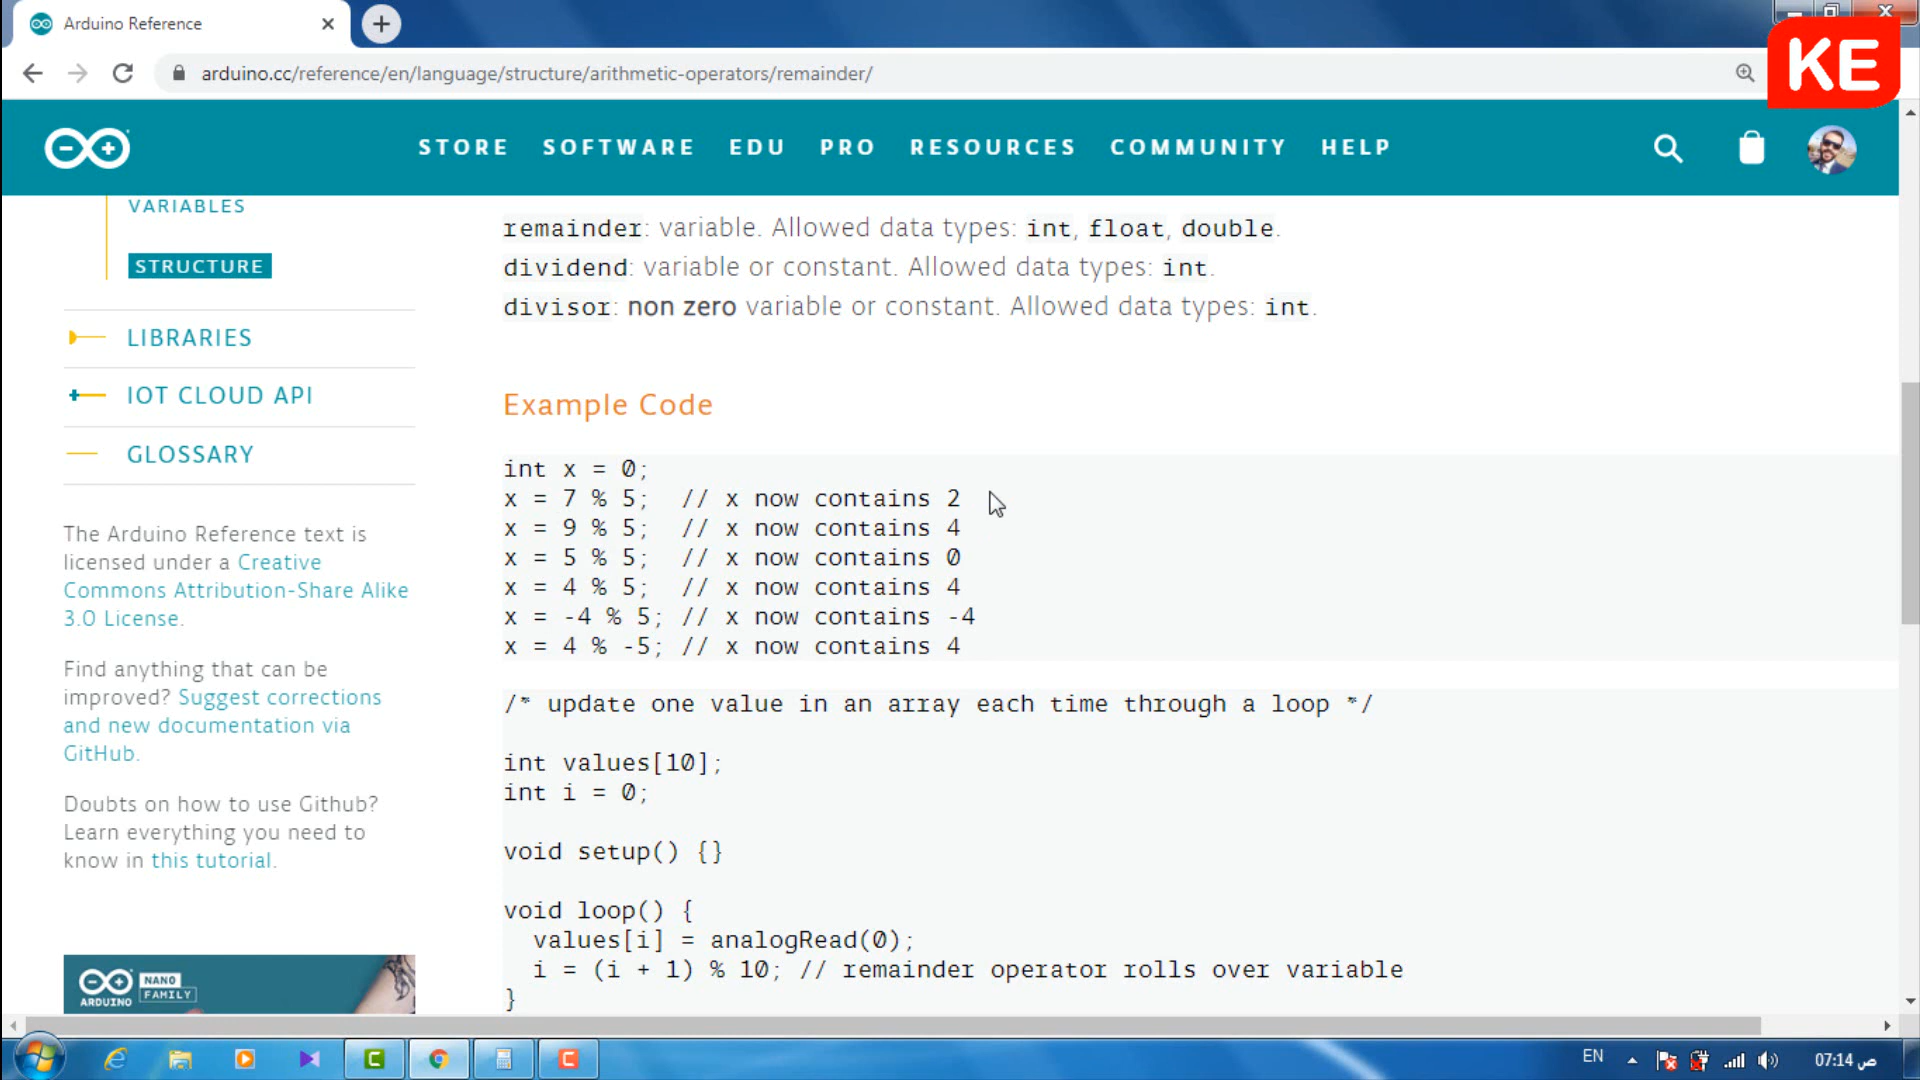 Arduino Reference
KE
arduino.cc/reference/en/language/structure/arithmetic-operators/remainder/
STORE SOFTWARE EDU PRO RESOURCES COMMUNITY HELP
VARIABLES
STRUCTURE
LIBRARIES
IOT CLOUD API
GLOSSARY
The Arduino Reference text is
licensed under a Creative
Commons Attribution-Share Alike
3.0 License.
Find anything that can be
improved? Suggest corrections
and new documentation via
GitHub.
Doubts on how to use Github?
Learn everything you need to
know in this tutorial.
ARDUINO
NANO
FAMILY
remainder: variable. Allowed data types: int, float, double.
dividend: variable or constant. Allowed data types: int.
divisor: non zero variable or constant. Allowed data types: int.
Example Code
int x = 0;
x = 7 % 5;  // x now contains 2
x = 9 % 5;  // x now contains 4
x = 5 % 5;  // x now contains 0
x = 4 % 5;  // x now contains 4
x = -4 % 5; // x now contains -4
x = 4 % -5; // x now contains 4
/* update one value in an array each time through a loop */
int values[10];
int i = 0;
void setup() {}
void loop() {
  values[i] = analogRead(0);
  i = (i + 1) % 10; // remainder operator rolls over variable
}
EN
07:14 ص